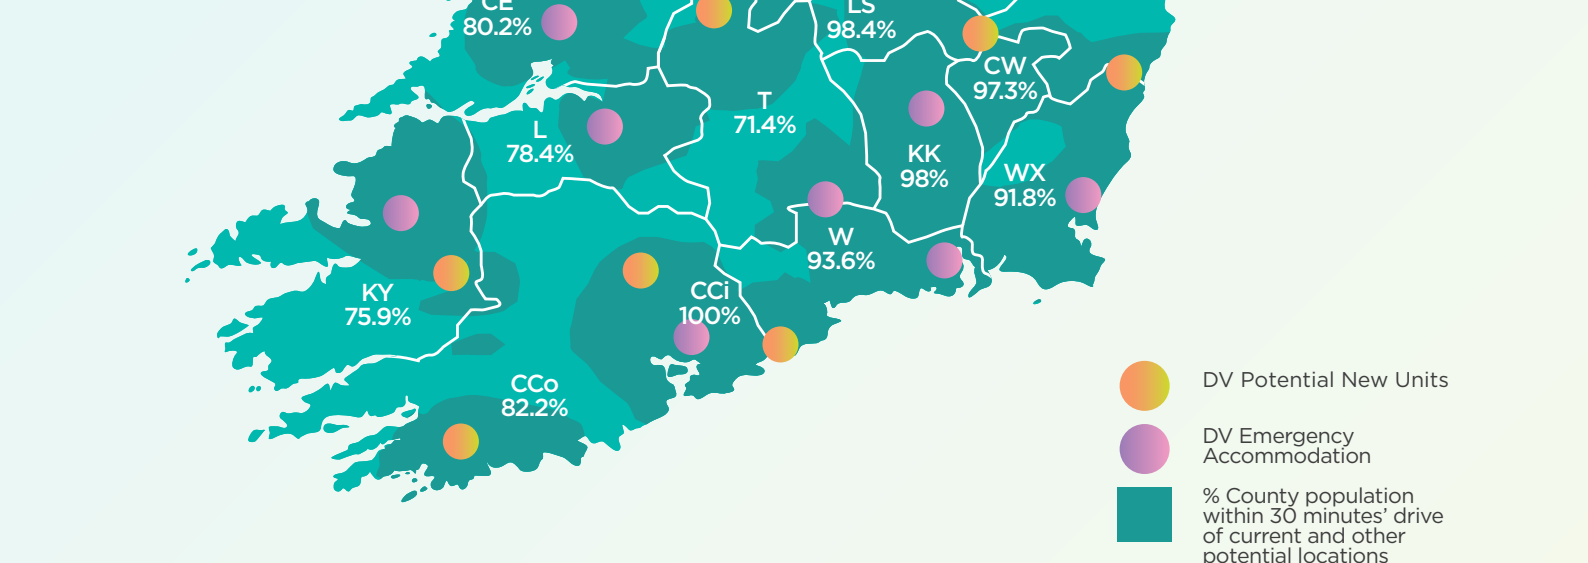 CE
80.2%
LS
98.4%
CW
97.3%
T
71.4%
L
78.4%
KK
98%
WX
91.8%
W
93.6%
KY
75.9%
CCi
100%
CCo
82.2%
DV Potential New Units
DV Emergency
Accommodation
% County population
within 30 minutes’ drive
of current and other
potential locations